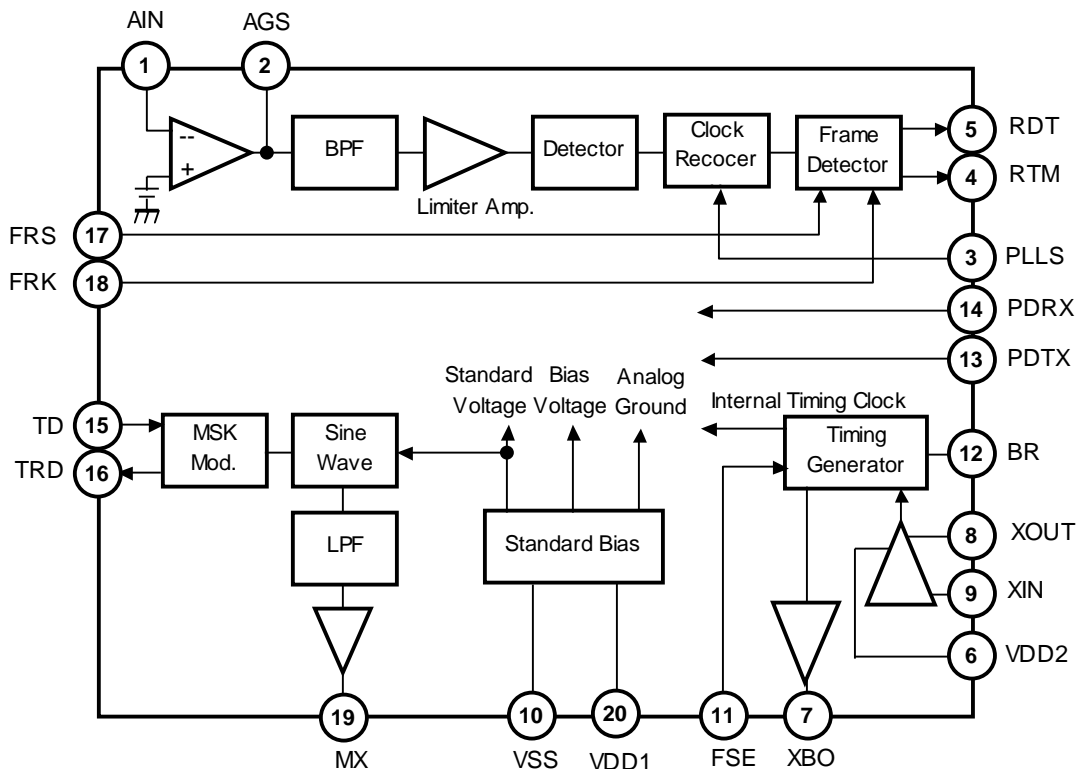 AIN
AGS
1
2
--
+
BPF
Limiter Amp.
Detector
Clock
Recocer
Frame
Detector
5
RDT
4
RTM
FRS
17
FRK
18
3
PLLS
14
PDRX
13
PDTX
Standard
Voltage
Bias
Voltage
Analog
Ground
Internal Timing Clock
TD
15
TRD
16
MSK
Mod.
Sine
Wave
Timing
Generator
12
BR
LPF
Standard Bias
8
XOUT
9
XIN
6
VDD2
19
10
20
11
7
MX
VSS
VDD1
FSE
XBO